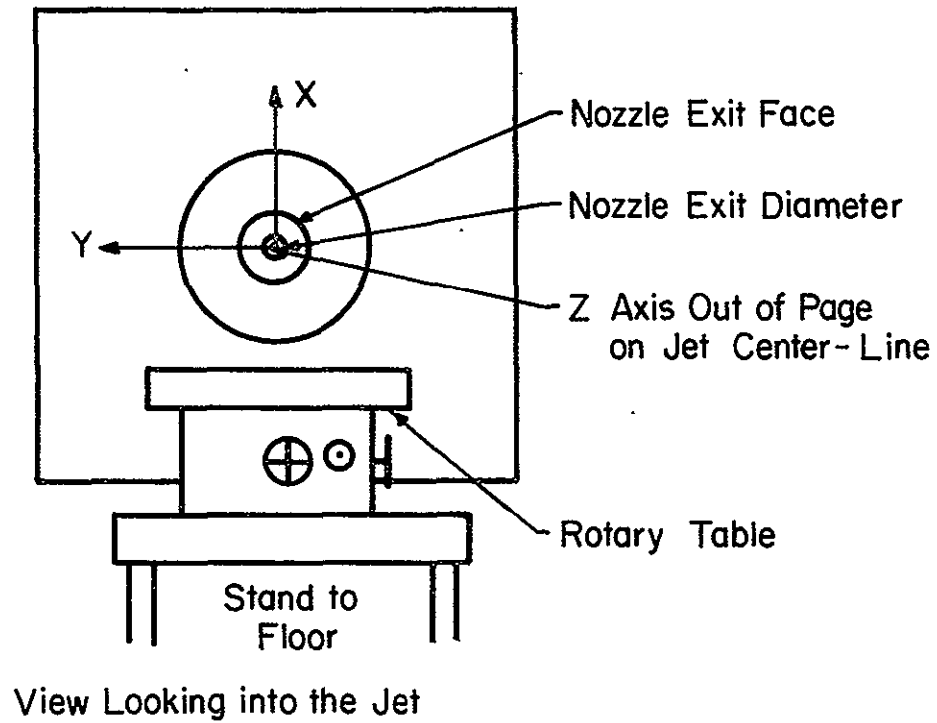 X
Nozzle Exit Face
Nozzle Exit Diameter
Y
Z Axis Out of Page
on Jet Center-Line
Rotary Table
Stand to
Floor
View Looking into the Jet